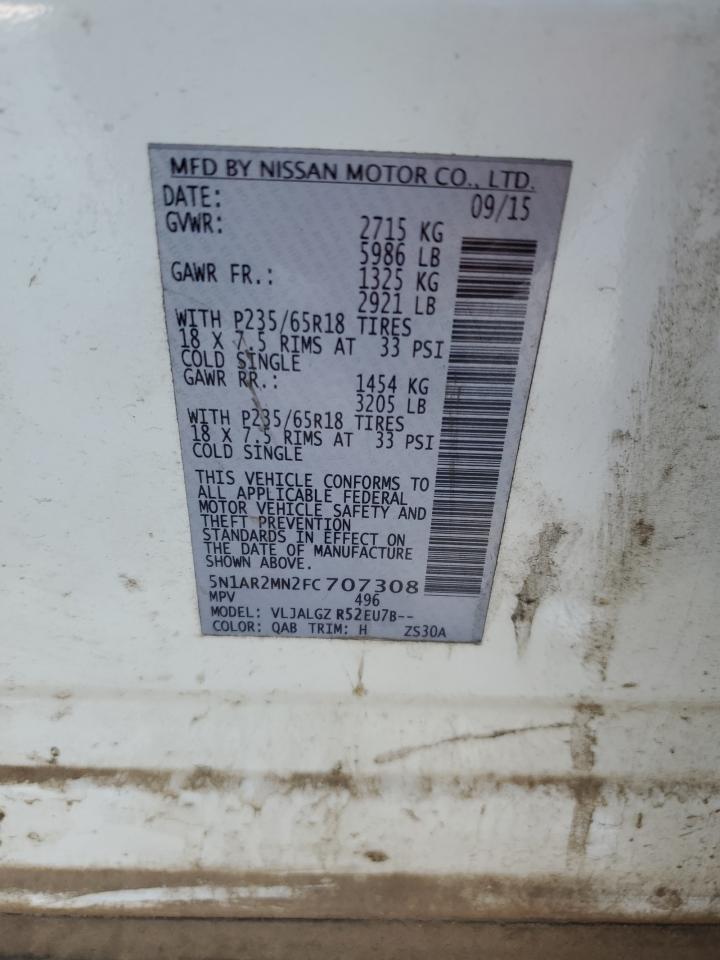 MFD BY NISSAN MOTOR CO., LTD.
DATE: 09/15
GVWR: 2715 KG
5986 LB
GAWR FR.: 1325 KG
2921 LB
WITH P235/65R18 TIRES
18 X 7.5 RIMS AT 33 PSI
COLD SINGLE
GAWR RR.: 1454 KG
3205 LB
WITH P235/65R18 TIRES
18 X 7.5 RIMS AT 33 PSI
COLD SINGLE
THIS VEHICLE CONFORMS TO
ALL APPLICABLE FEDERAL
MOTOR VEHICLE SAFETY AND
THEFT PREVENTION
STANDARDS IN EFFECT ON
THE DATE OF MANUFACTURE
SHOWN ABOVE.
5N1AR2MN2FC707308
MPV 496
MODEL: VLJALGZ R52EU7B--
COLOR: QAB TRIM: H ZS30A